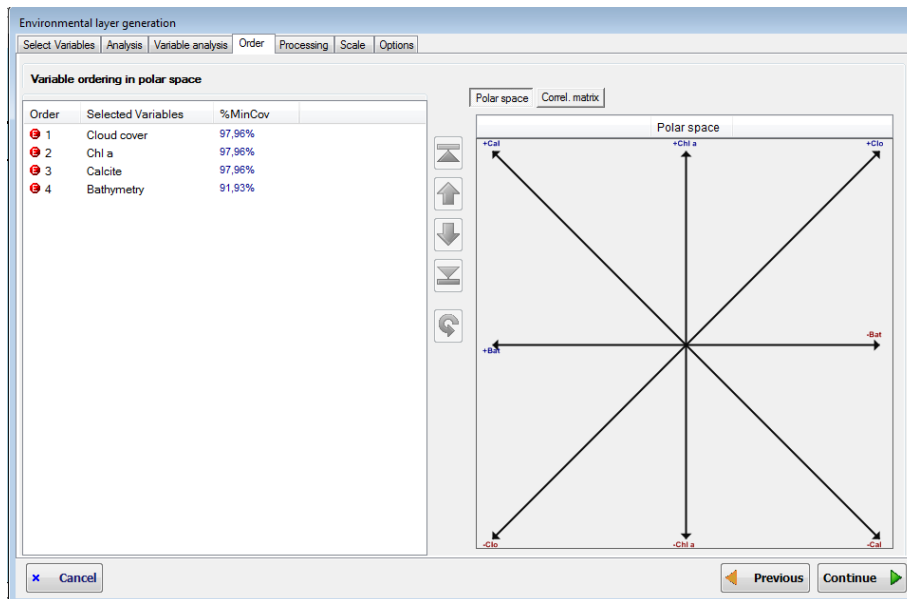 Environmental layer generation
Select Variables Analysis Variable analysis Order Processing Scale Options
Variable ordering in polar space
Order Selected Variables %MinCov
E 1 Cloud cover 97,96%
E 2 Chl a 97,96%
E 3 Calcite 97,96%
E 4 Bathymetry 91,93%
Polar space Correl. matrix
Polar space
+Cal +Chl a +Clo
+Bat -Bat
-Clo -Chl a -Cal
× Cancel
Previous Continue